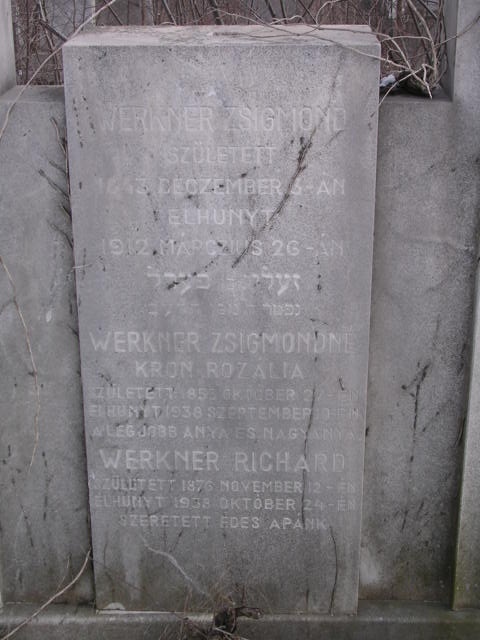 WERKNER ZSIGMOND
SZÜLETETT
DECZEMBER 3-ÁN
ELHUNYT
1912 MÁRCZIUS 26-ÁN
WERKNER ZSIGMONDNÉ
KRON ROZÁLIA
SZÜLETETT OKTÓBER
ELHUNYT 1938 SZEPTEMBER
A LEGJOBB ANYA ÉS NAGYANYA
WERKNER RICHARD
SZÜLETETT 1876 NOVEMBER 12-ÉN
ELHUNYT 1938 OKTÓBER 24-ÉN
SZERETETT ÉDES APÁNK